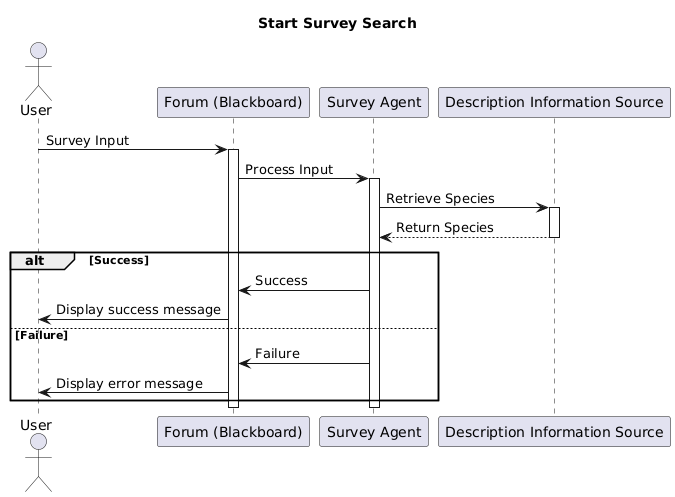 Start Survey Search
User
Forum (Blackboard)
Survey Agent
Description Information Source
Survey Input
Process Input
Retrieve Species
Return Species
alt
[Success]
Success
Display success message
[Failure]
Failure
Display error message
User
Forum (Blackboard)
Survey Agent
Description Information Source